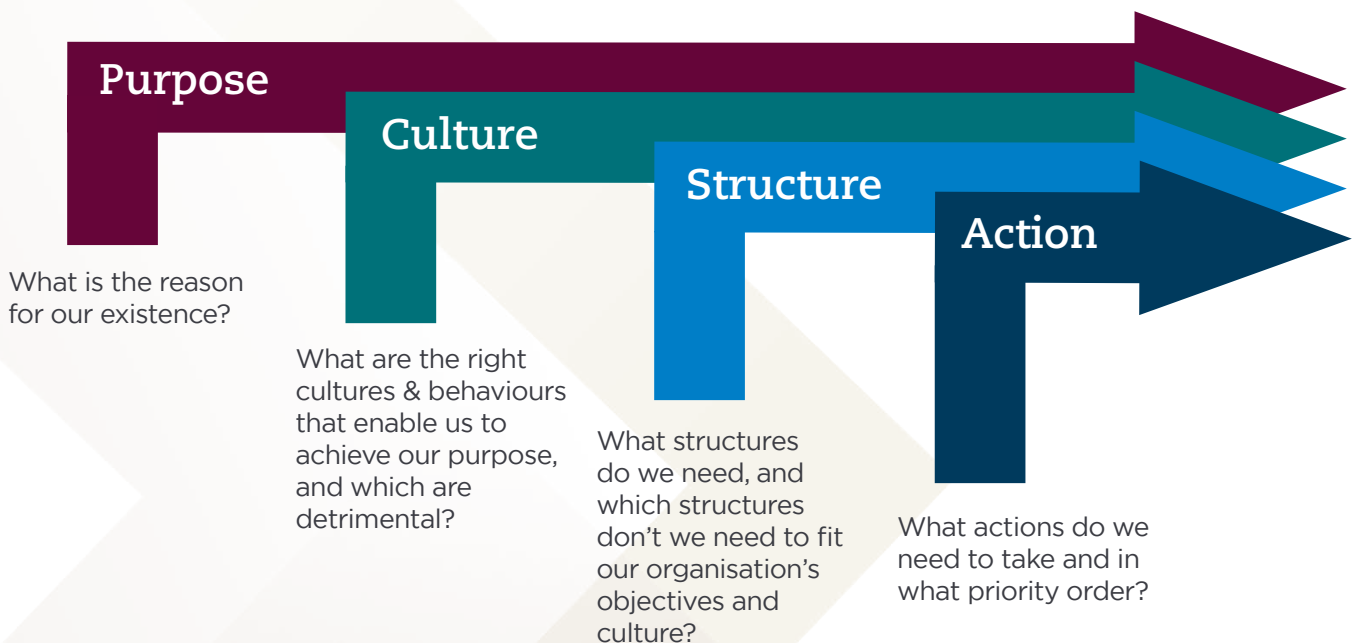 Purpose
What is the reason
for our existence?
Culture
What are the right
cultures & behaviours
that enable us to
achieve our purpose,
and which are
detrimental?
Structure
What structures
do we need, and
which structures
don’t we need to fit
our organisation’s
objectives and
culture?
Action
What actions do we
need to take and in
what priority order?